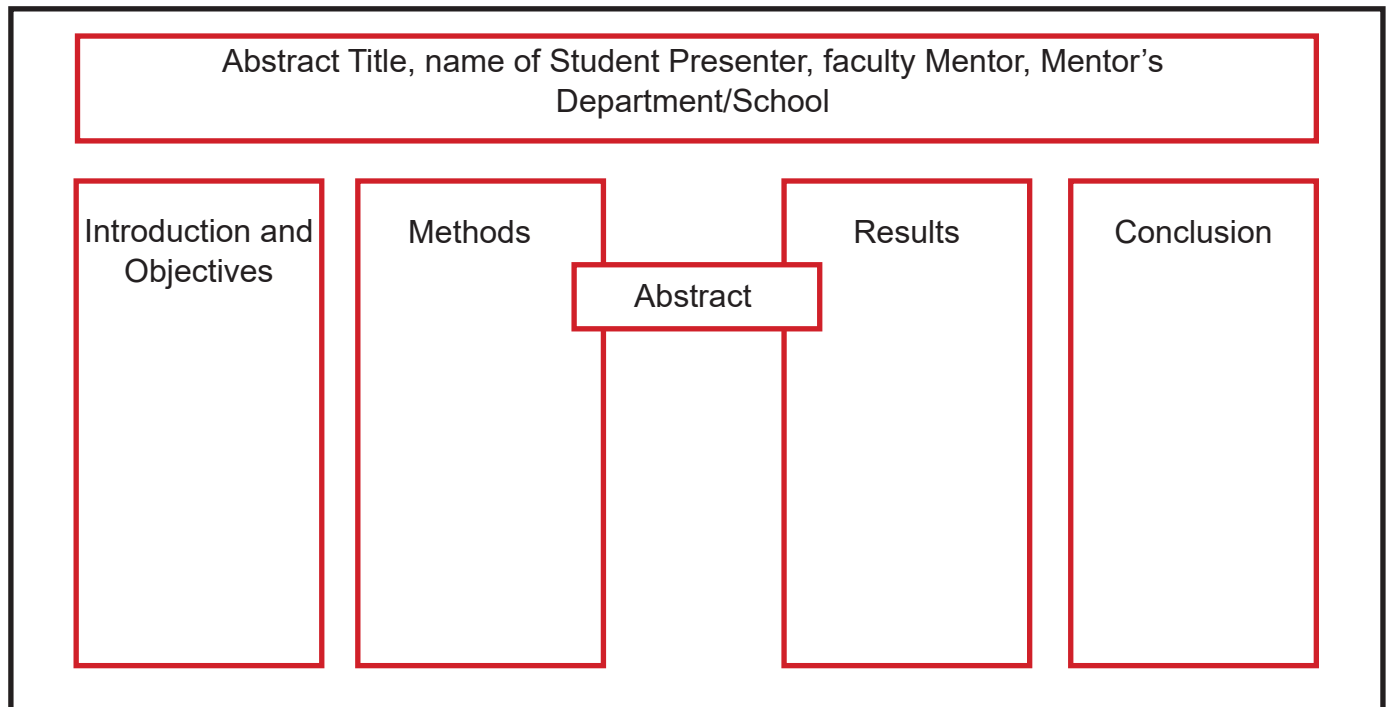 Abstract Title, name of Student Presenter, faculty Mentor, Mentor’s
Department/School
Introduction and
Objectives
Methods
Abstract
Results
Conclusion